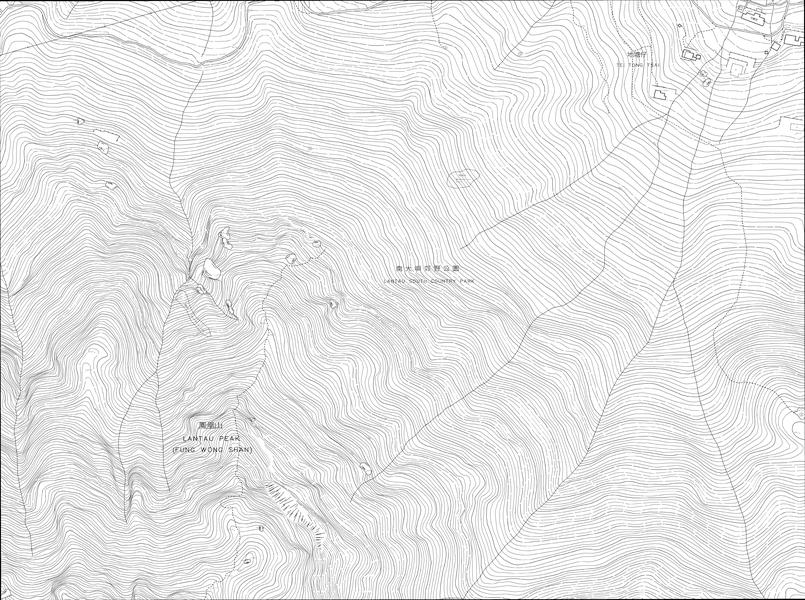 地塘仔
TEI TONG TSAI
南大嶼郊野公園
LANTAU SOUTH COUNTRY PARK
鳳凰山
LANTAU PEAK
(FUNG WONG SHAN)